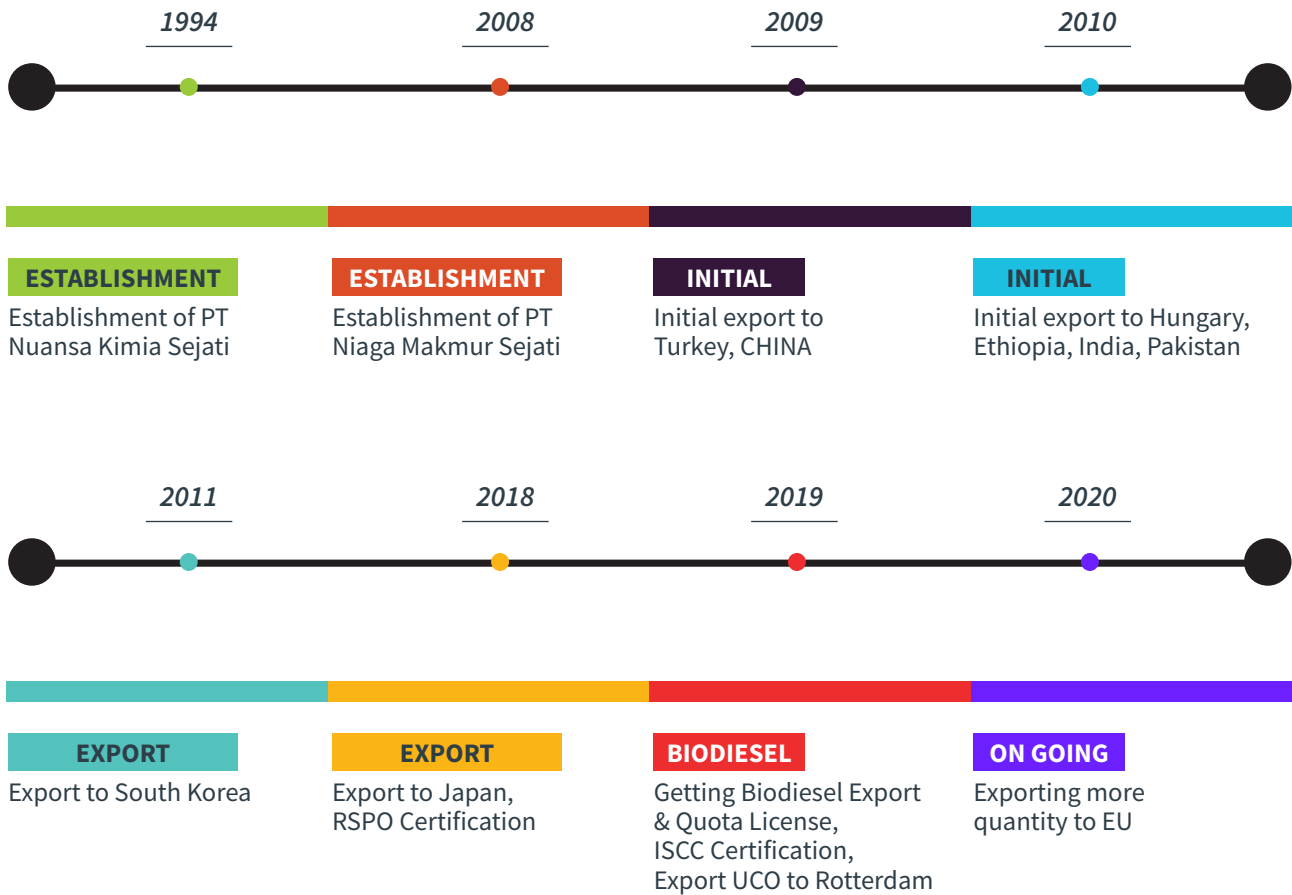 1994
2008
2009
2010
ESTABLISHMENT
Establishment of PT
Nuansa Kimia Sejati
ESTABLISHMENT
Establishment of PT
Niaga Makmur Sejati
INITIAL
Initial export to
Turkey, CHINA
INITIAL
Initial export to Hungary,
Ethiopia, India, Pakistan
2011
2018
2019
2020
EXPORT
Export to South Korea
EXPORT
Export to Japan,
RSPO Certification
BIODIESEL
Getting Biodiesel Export
& Quota License,
ISCC Certification,
Export UCO to Rotterdam
ON GOING
Exporting more
quantity to EU